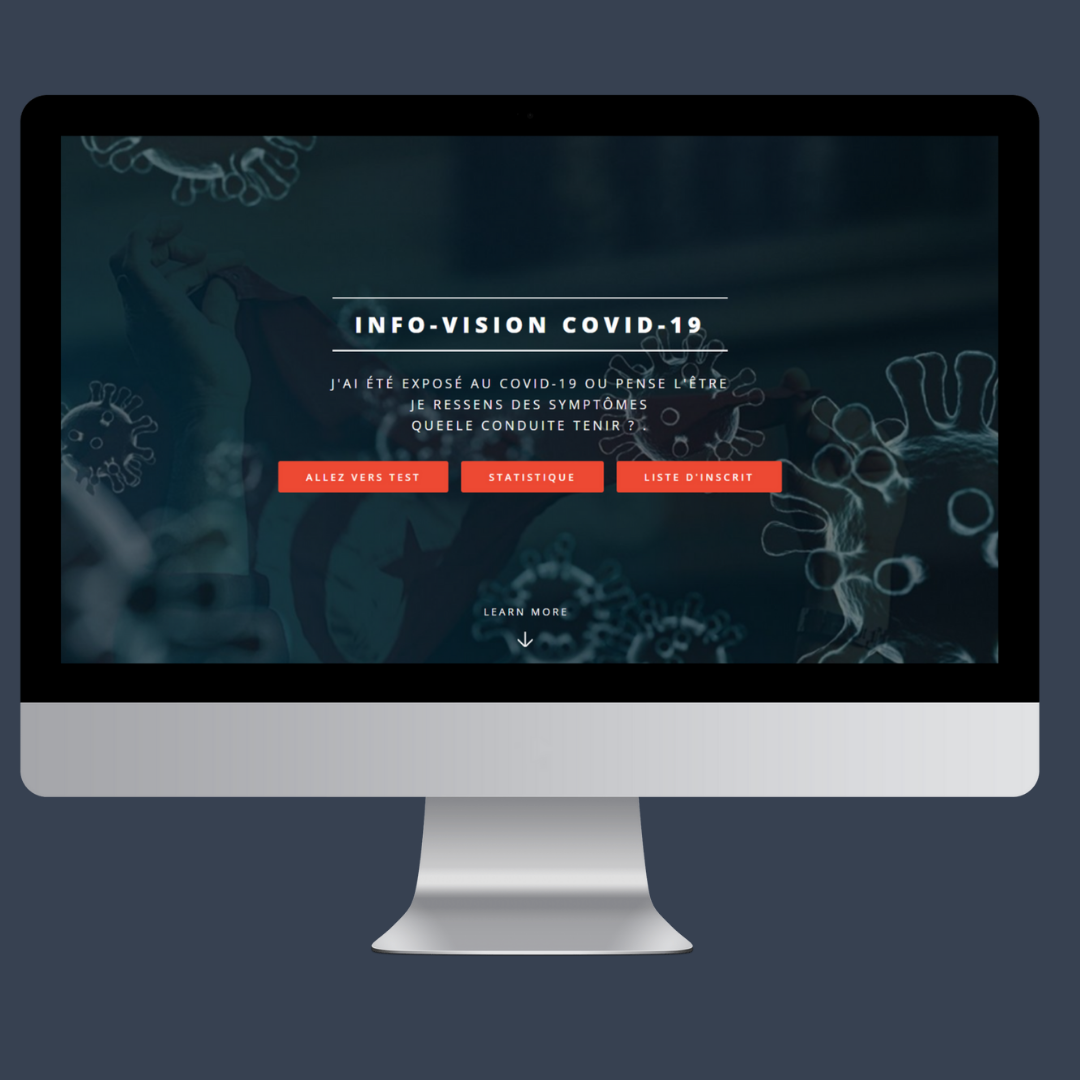 INFO-VISION COVID-19
J'AI ÉTÉ EXPOSÉ AU COVID-19 OU PENSE L'ÊTRE
JE RESSENS DES SYMPTÔMES
QUEELE CONDUITE TENIR ? .
ALLEZ VERS TEST STATISTIQUE LISTE D'INSCRIT
LEARN MORE